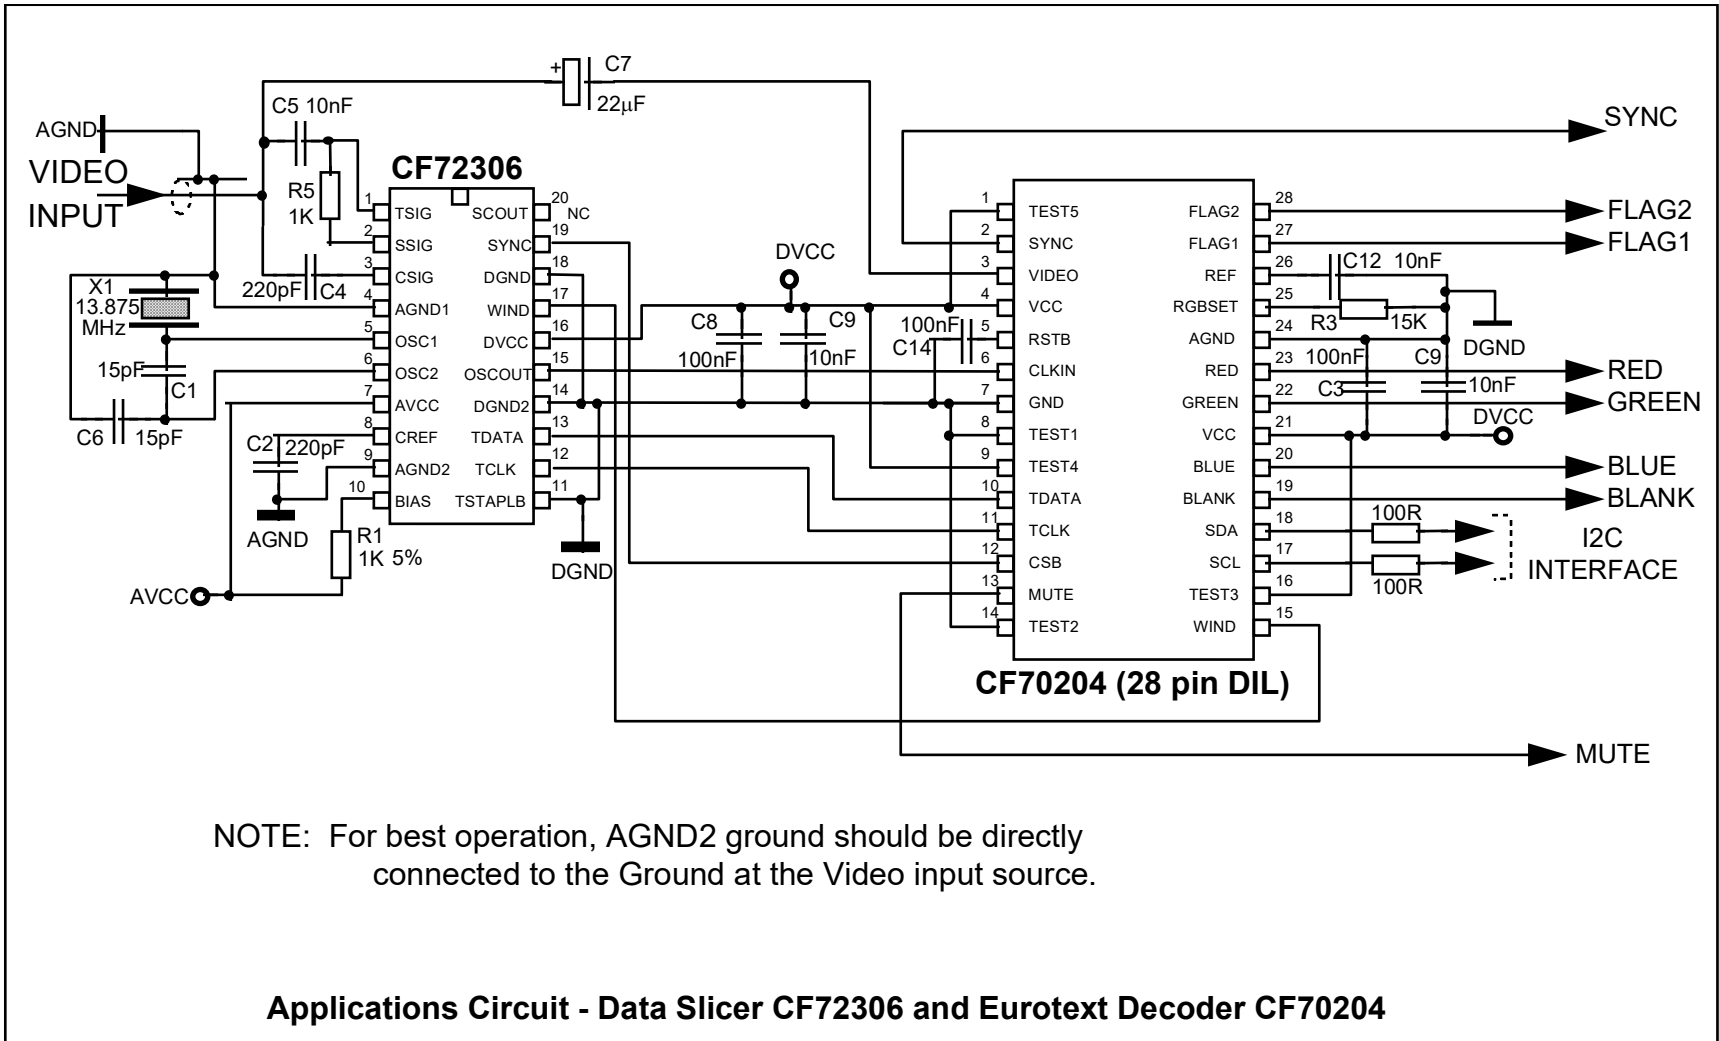 C7
+
22µF
C5 10nF
AGND
SYNC
VIDEO
INPUT
CF72306
R5
1K
1
TSIG
SCOUT
20
NC
2
SSIG
SYNC
19
3
CSIG
DGND
18
220pF
C4
4
AGND1
WIND
17
X1
13.875
MHz
5
OSC1
DVCC
16
6
OSC2
OSCOUT
15
15pF
C1
7
AVCC
DGND2
14
C6
15pF
8
CREF
TDATA
13
C2
220pF
9
AGND2
TCLK
12
10
BIAS
TSTAPLB
11
AGND
R1
1K 5%
DGND
AVCC
DVCC
C8
100nF
C9
10nF
100nF
C14
1
TEST5
FLAG2
28
FLAG2
2
SYNC
FLAG1
27
FLAG1
3
VIDEO
REF
26
C12 10nF
4
VCC
RGBSET
25
R3
15K
5
RSTB
AGND
24
DGND
100nF
C9
6
CLKIN
RED
23
RED
C3
10nF
7
GND
GREEN
22
GREEN
DVCC
8
TEST1
VCC
21
9
TEST4
BLUE
20
BLUE
10
TDATA
BLANK
19
BLANK
11
TCLK
SDA
18
100R
I2C
INTERFACE
12
CSB
SCL
17
100R
13
MUTE
TEST3
16
14
TEST2
WIND
15
CF70204 (28 pin DIL)
MUTE
NOTE: For best operation, AGND2 ground should be directly
connected to the Ground at the Video input source.
Applications Circuit - Data Slicer CF72306 and Eurotext Decoder CF70204